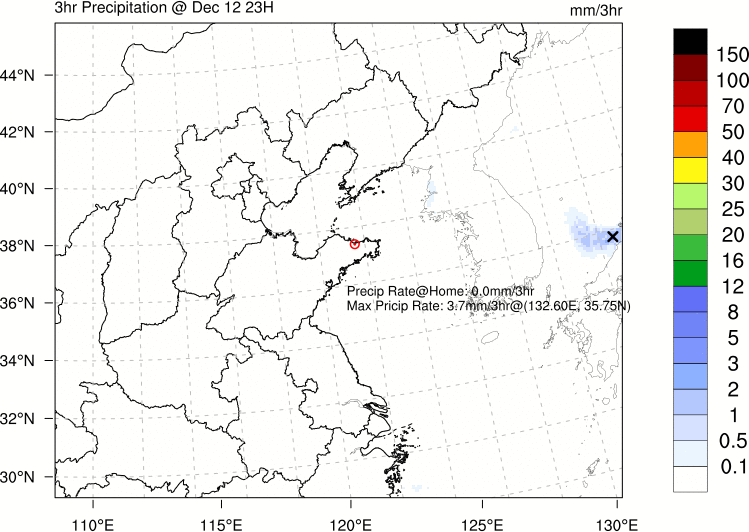 3hr Precipitation @ Dec 12 23H
mm/3hr
44°N
42°N
40°N
38°N
36°N
34°N
32°N
30°N
Precip Rate@Home: 0.0mm/3hr
Max Pricip Rate: 3.7mm/3hr@(132.60E, 35.75N)
110°E
115°E
120°E
125°E
130°E
150
100
70
50
40
30
25
20
16
12
8
5
3
2
1
0.5
0.1